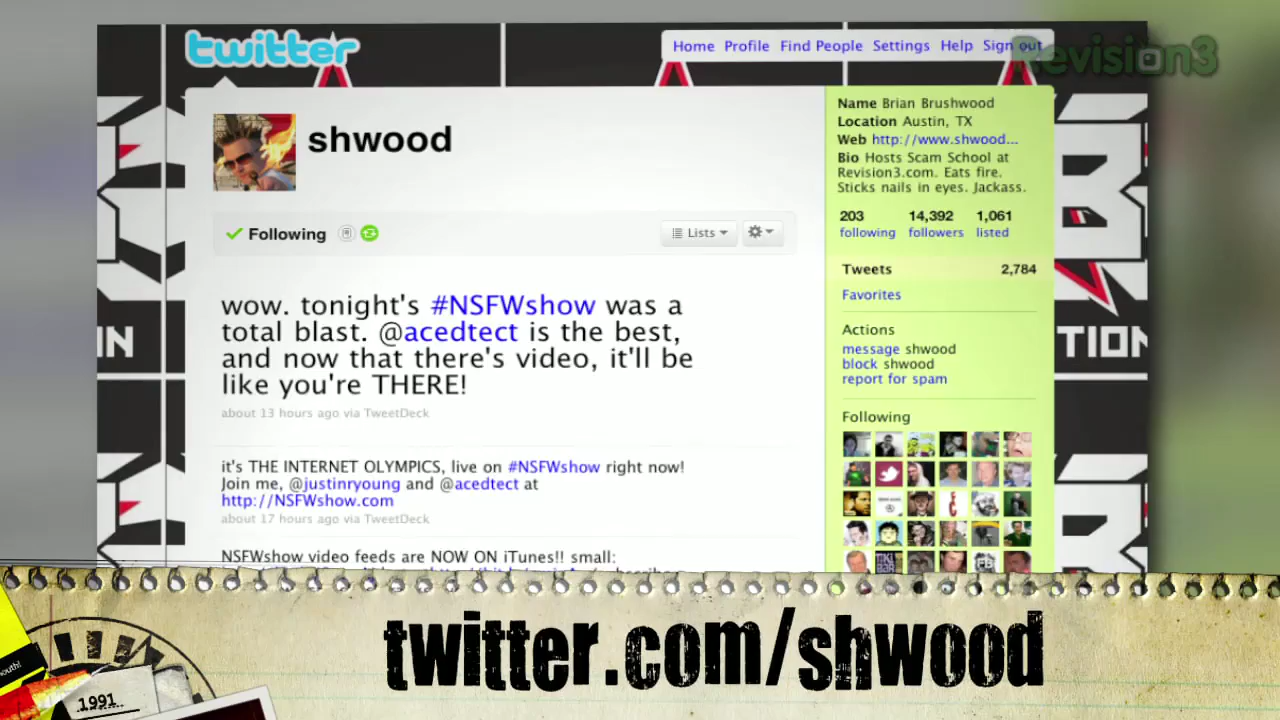 twitter
Home Profile Find People Settings Help Sign out
Revision3
shwood
Following
Lists
wow. tonight's #NSFWshow was a
total blast. @acedtect is the best,
and now that there's video, it'll be
like you're THERE!
about 13 hours ago via TweetDeck
it's THE INTERNET OLYMPICS, live on #NSFWshow right now!
Join me, @justinryoung and @acedtect at
http://NSFWshow.com
about 17 hours ago via TweetDeck
NSFWshow video feeds are NOW ON iTunes!! small:
Name Brian Brushwood
Location Austin, TX
Web http://www.shwood...
Bio Hosts Scam School at
Revision3.com. Eats fire.
Sticks nails in eyes. Jackass.
203 14,392 1,061
following followers listed
Tweets 2,784
Favorites
Actions
message shwood
block shwood
report for spam
Following
IN
TION
twitter.com/shwood
1991